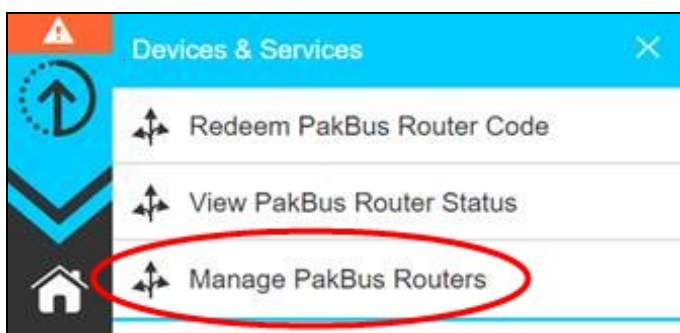 Devices & Services
Redeem PakBus Router Code
View PakBus Router Status
Manage PakBus Routers